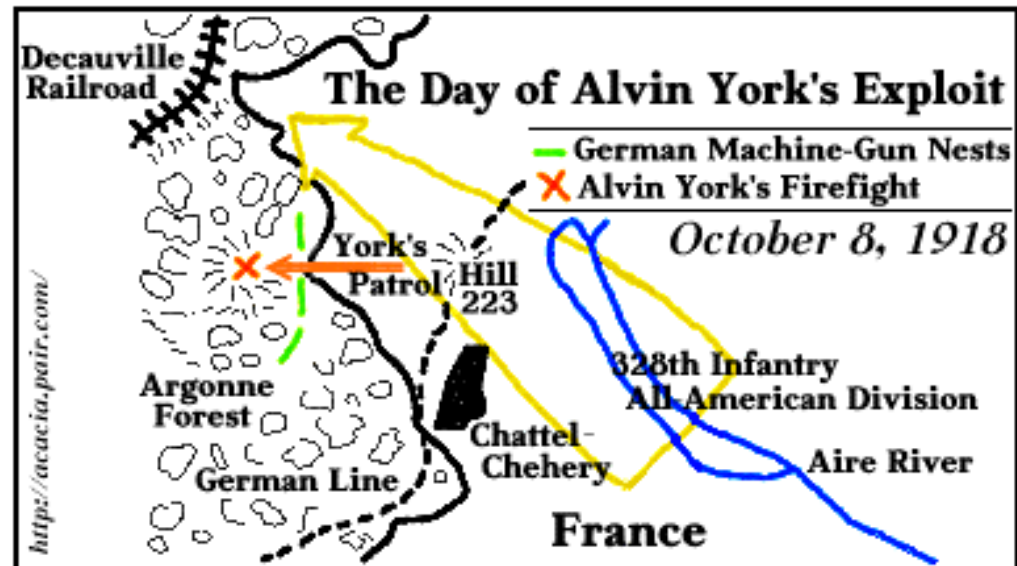 Decauville
Railroad
The Day of Alvin York's Exploit
German Machine-Gun Nests
Alvin York's Firefight
October 8, 1918
York's
Patrol
Hill
223
328th Infantry
All-American Division
Argonne
Forest
Chattel-
Chehery
Aire River
German Line
France
http://acacia.pair.com/